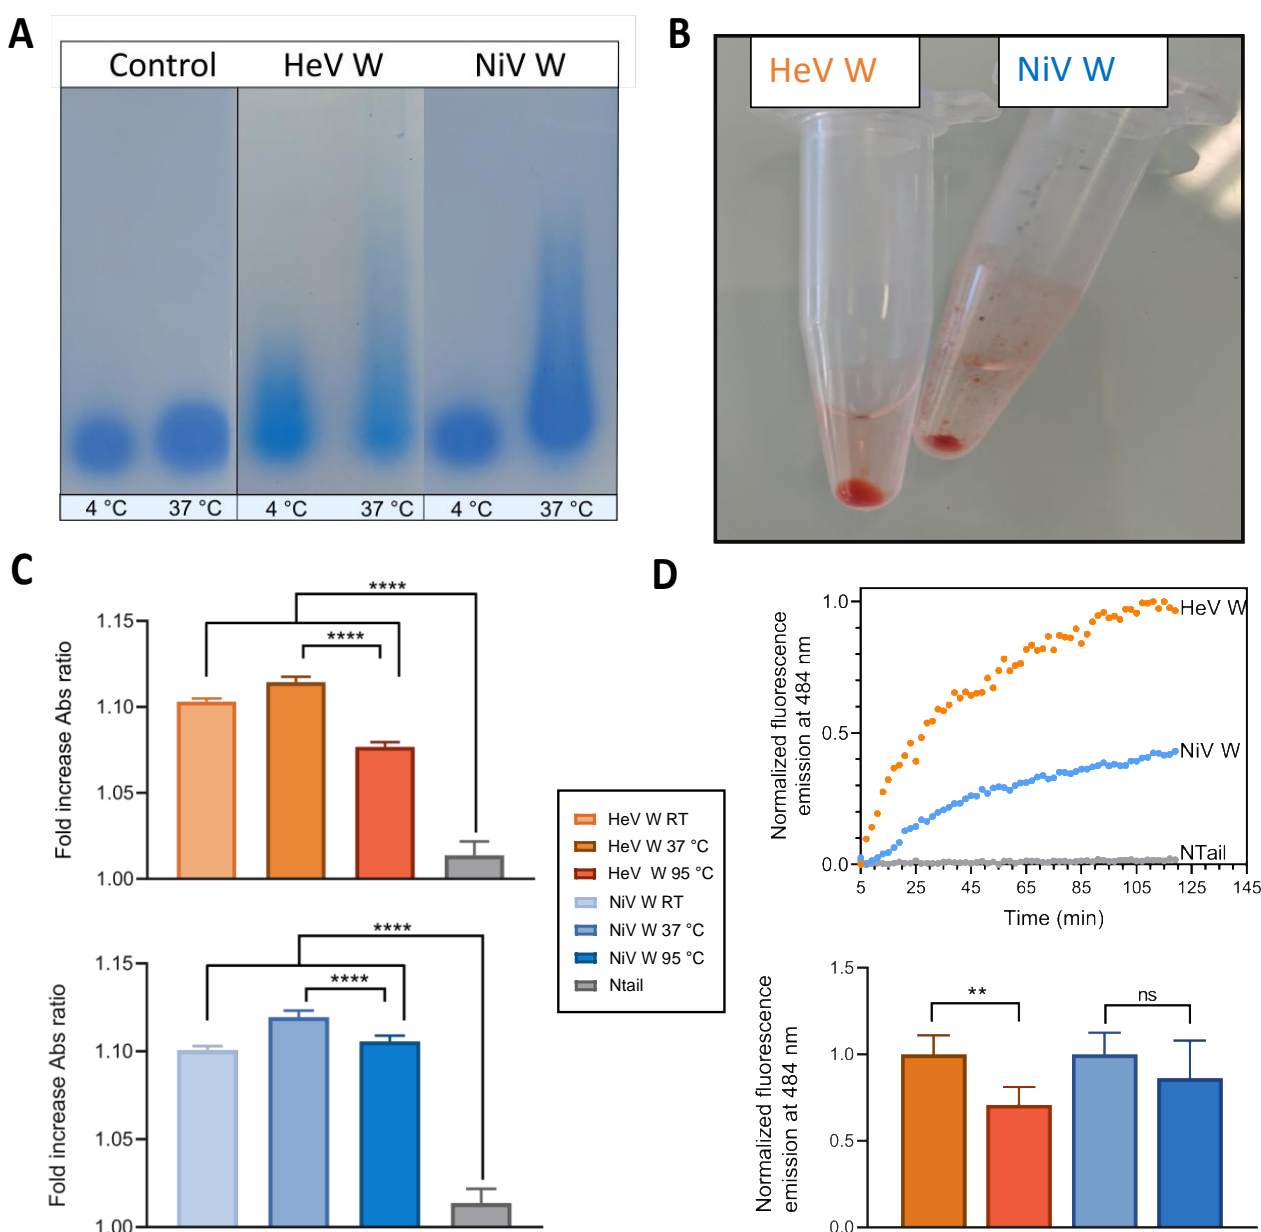 A
Control
HeV W
NiV W
4 °C
37 °C
4 °C
37 °C
4 °C
37 °C
B
HeV W
NiV W
C
Fold increase Abs ratio
1.15
1.10
1.05
1.00
****
****
Fold increase Abs ratio
1.15
1.10
1.05
1.00
****
****
HeV W RT
HeV W 37 °C
HeV W 95 °C
NiV W RT
NiV W 37 °C
NiV W 95 °C
Ntail
D
Normalized fluorescence
emission at 484 nm
1.0
0.5
0.0
HeV W
NiV W
NTail
5
25
45
65
85
105
125
145
Time (min)
Normalized fluorescence
emission at 484 nm
1.5
1.0
0.5
0.0
**
ns